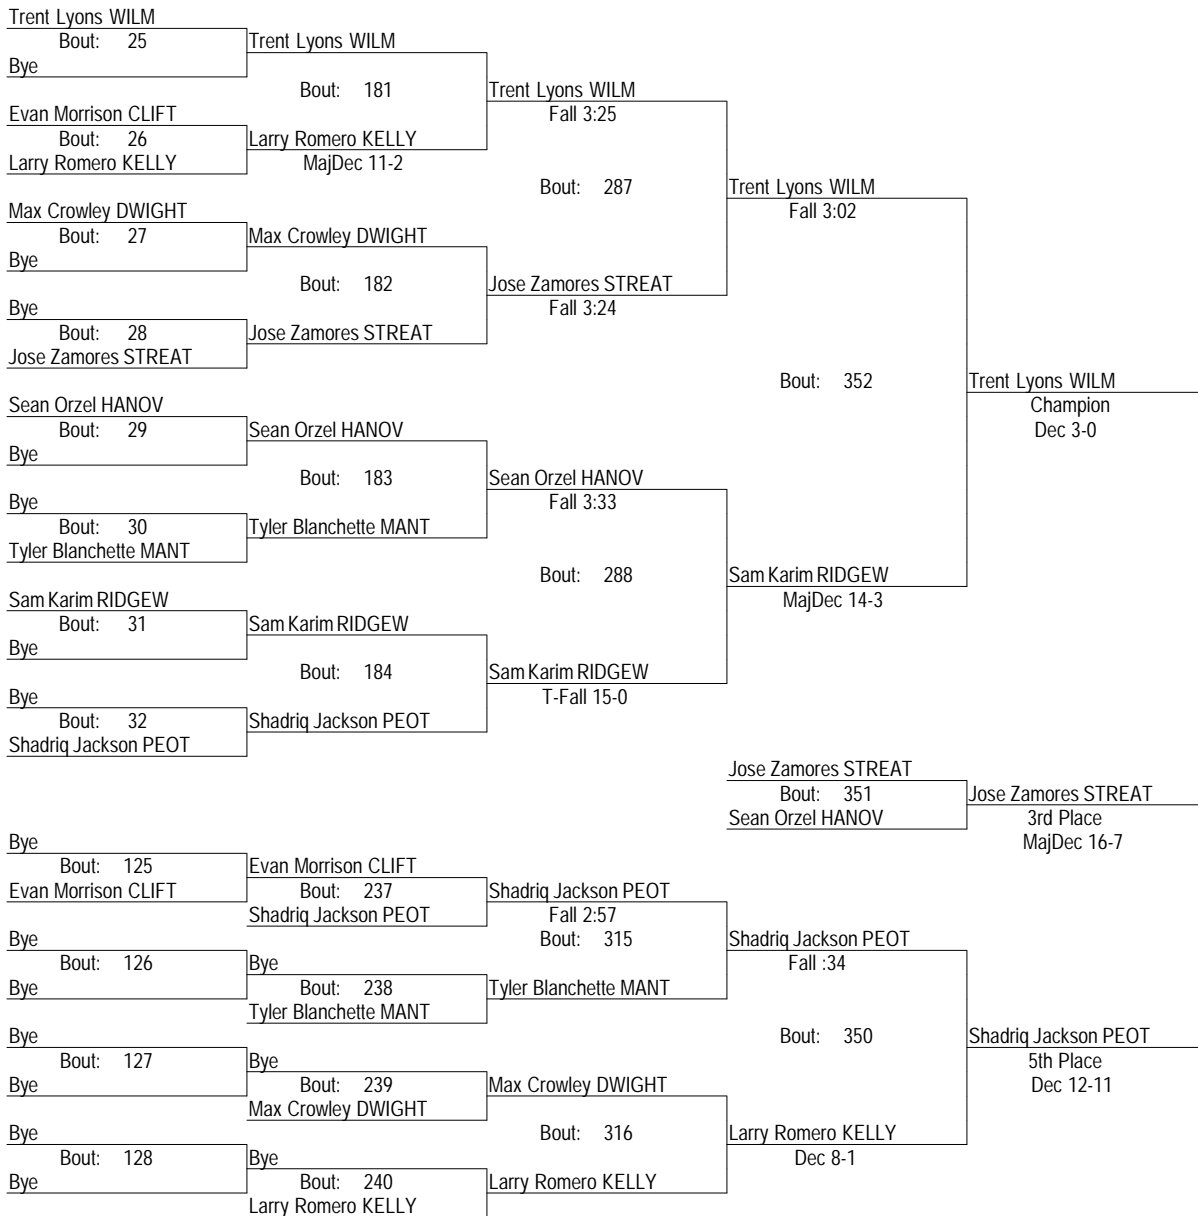 Trent Lyons WILM
Bout: 25
Trent Lyons WILM
Bye
Bout: 181
Trent Lyons WILM
Evan Morrison CLIFT
Fall 3:25
Bout: 26
Larry Romero KELLY
Larry Romero KELLY
MajDec 11-2
Bout: 287
Trent Lyons WILM
Max Crowley DWIGHT
Fall 3:02
Bout: 27
Max Crowley DWIGHT
Bye
Bout: 182
Jose Zamores STREAT
Bye
Fall 3:24
Bout: 28
Jose Zamores STREAT
Jose Zamores STREAT
Bout: 352
Trent Lyons WILM
Sean Orzel HANOV
Champion
Bout: 29
Sean Orzel HANOV
Dec 3-0
Bye
Bout: 183
Sean Orzel HANOV
Bye
Fall 3:33
Bout: 30
Tyler Blanchette MANT
Tyler Blanchette MANT
Bout: 288
Sam Karim RIDGEW
Sam Karim RIDGEW
MajDec 14-3
Bout: 31
Sam Karim RIDGEW
Bye
Bout: 184
Sam Karim RIDGEW
Bye
T-Fall 15-0
Bout: 32
Shadriq Jackson PEOT
Shadriq Jackson PEOT
Jose Zamores STREAT
Bout: 351
Jose Zamores STREAT
Sean Orzel HANOV
3rd Place
MajDec 16-7
Bye
Bout: 125
Evan Morrison CLIFT
Evan Morrison CLIFT
Bout: 237
Shadriq Jackson PEOT
Shadriq Jackson PEOT
Fall 2:57
Bye
Bout: 315
Shadriq Jackson PEOT
Bout: 126
Bye
Fall :34
Bye
Bout: 238
Tyler Blanchette MANT
Tyler Blanchette MANT
Bye
Bout: 350
Shadriq Jackson PEOT
Bout: 127
Bye
5th Place
Bye
Bout: 239
Max Crowley DWIGHT
Dec 12-11
Max Crowley DWIGHT
Bye
Bout: 316
Larry Romero KELLY
Bout: 128
Bye
Dec 8-1
Bye
Bout: 240
Larry Romero KELLY
Larry Romero KELLY